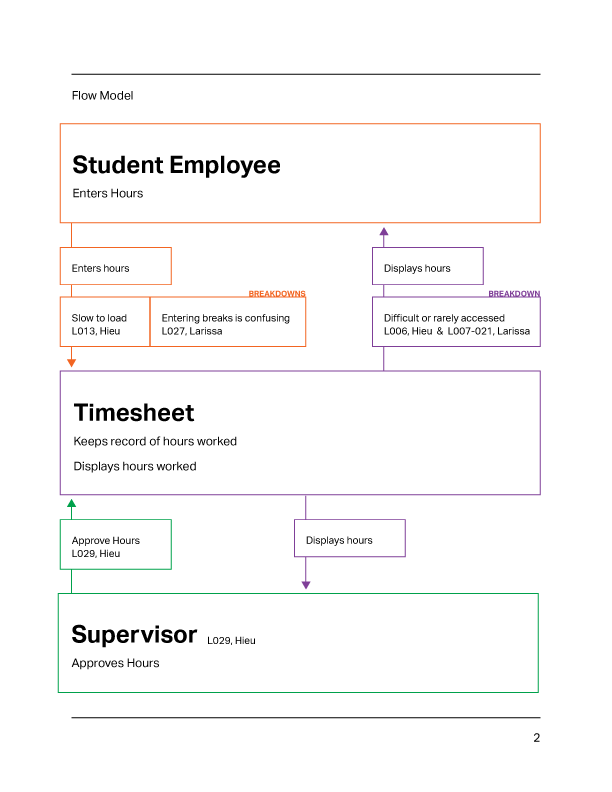 Flow Model
Student Employee
Enters Hours
Enters hours
Displays hours
BREAKDOWNS
BREAKDOWN
Slow to load
L013, Hieu
Entering breaks is confusing
L027, Larissa
Difficult or rarely accessed
L006, Hieu & L007-021, Larissa
Timesheet
Keeps record of hours worked
Displays hours worked
Approve Hours
L029, Hieu
Displays hours
Supervisor L029, Hieu
Approves Hours
2